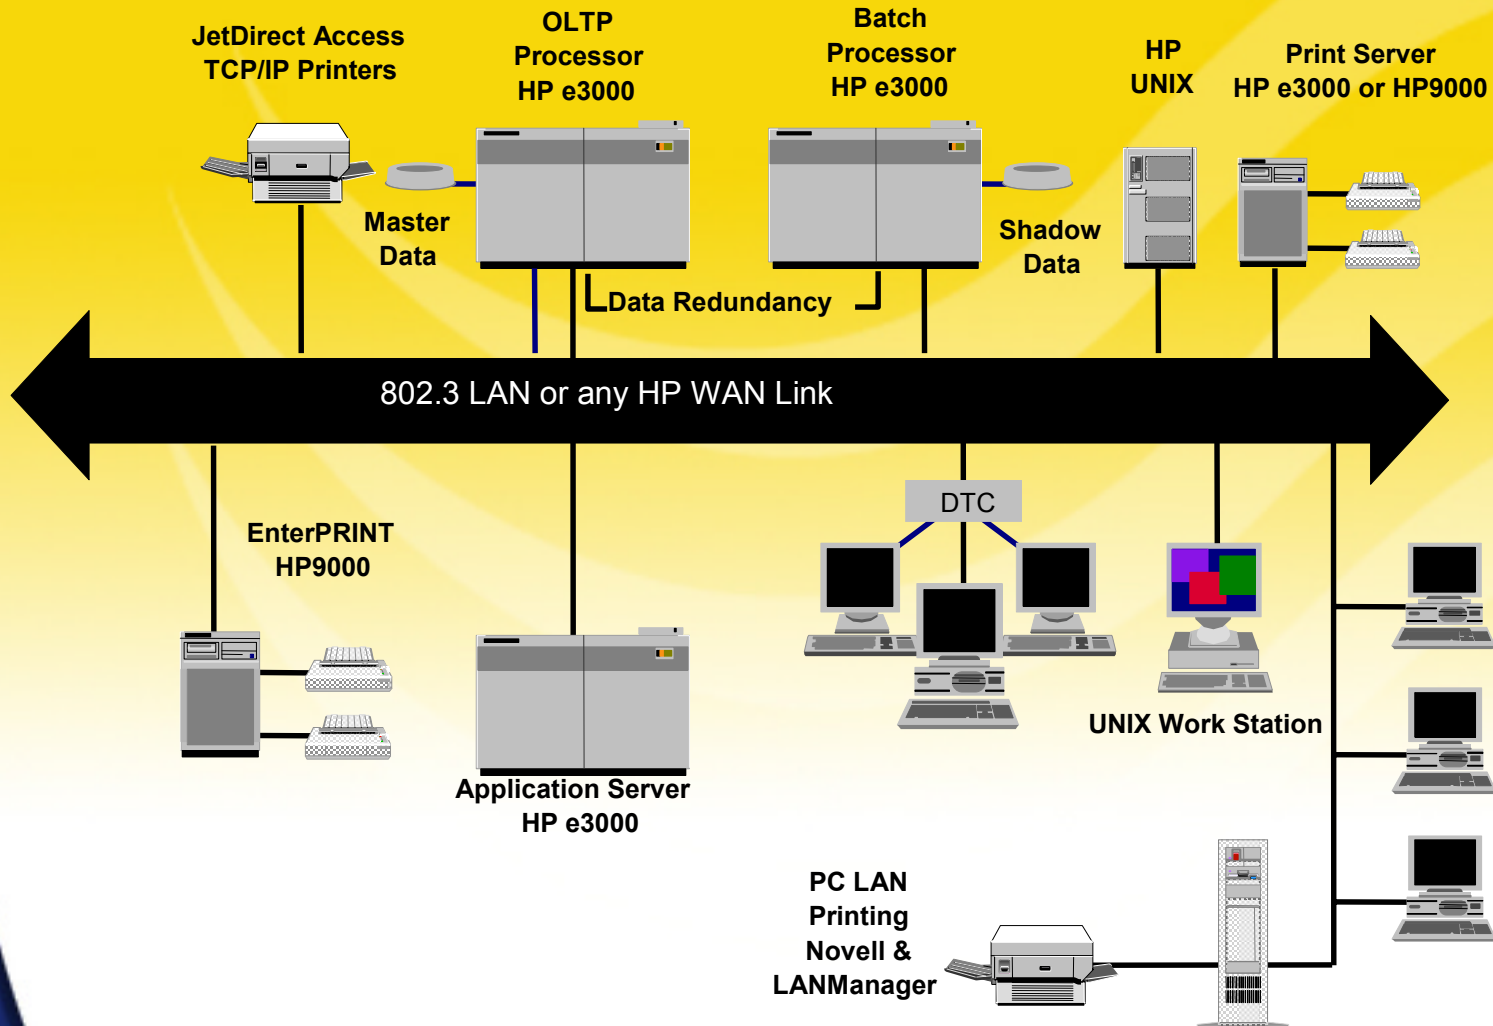 JetDirect Access
TCP/IP Printers
OLTP
Processor
HP e3000
Batch
Processor
HP e3000
HP
UNIX
Print Server
HP e3000 or HP9000
Master
Data
Shadow
Data
Data Redundancy
802.3 LAN or any HP WAN Link
DTC
EnterPRINT
HP9000
UNIX Work Station
Application Server
HP e3000
PC LAN
Printing
Novell &
LANManager